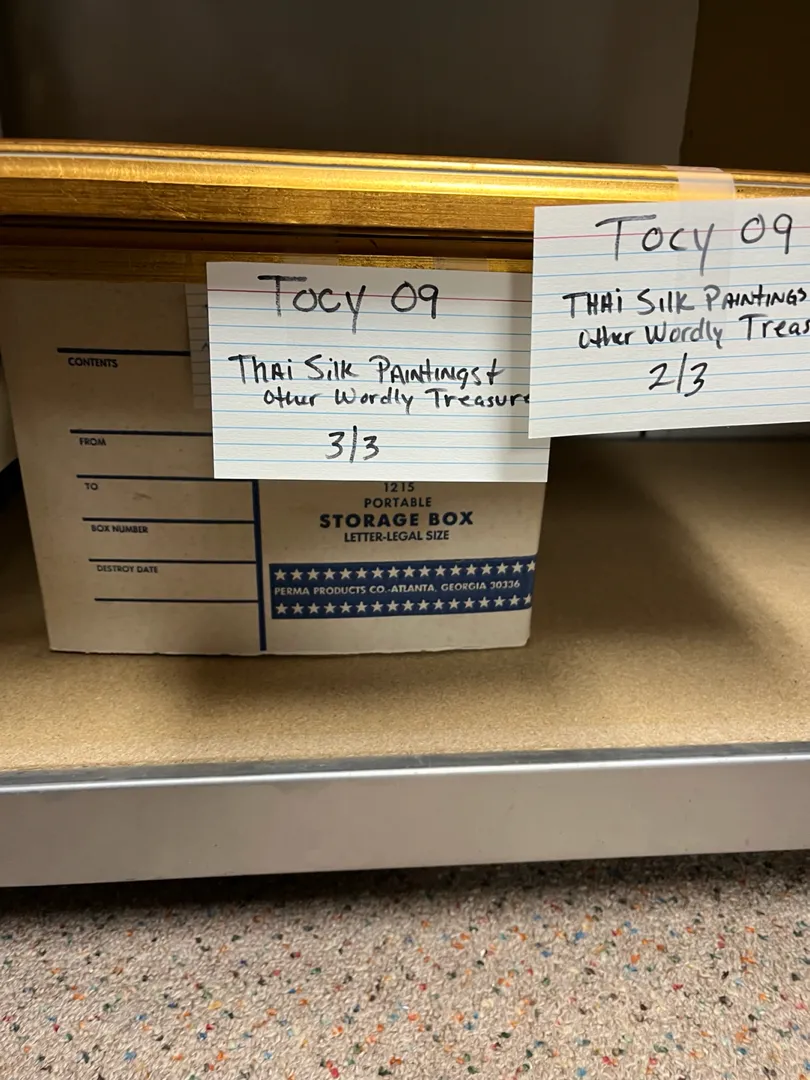 Tocy 09
Thai Silk Paintings +
other Wordly Treasure
3/3
Tocy 09
Thai Silk Paintings
other Wordly Treas
2/3
CONTENTS
FROM
TO
BOX NUMBER
DESTROY DATE
1215
PORTABLE
STORAGE BOX
LETTER-LEGAL SIZE
PERMA PRODUCTS CO.-ATLANTA, GEORGIA 30336